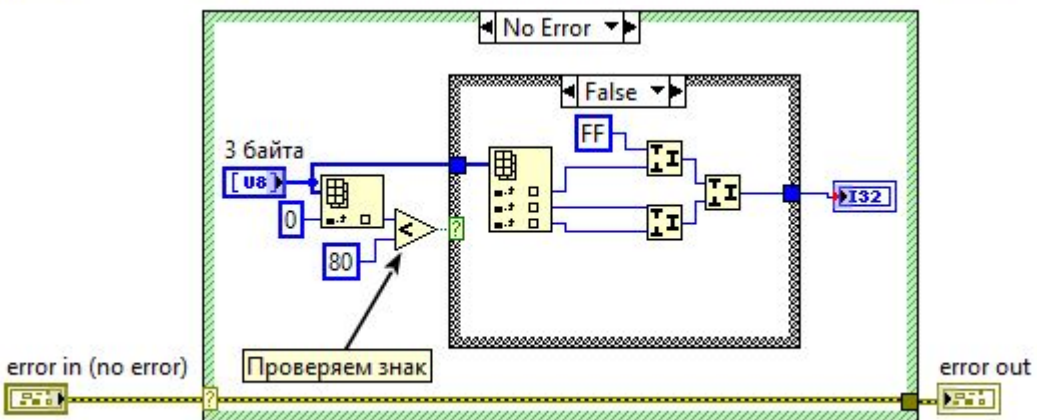 No Error
False
FF
3 байта
[U8]
0
80
I32
Проверяем знак
error in (no error)
error out
?
?